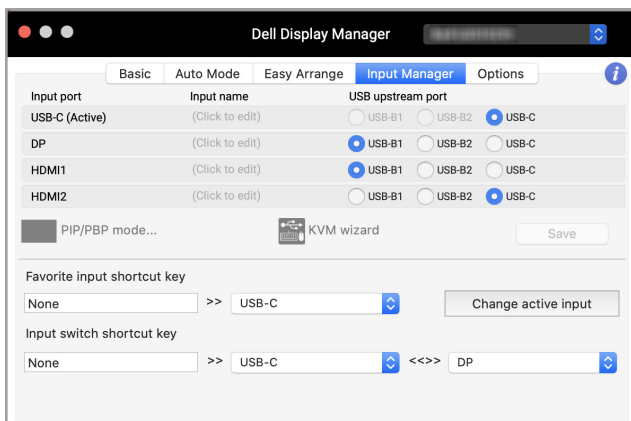 Dell Display Manager
Basic Auto Mode Easy Arrange Input Manager Options i
Input port Input name USB upstream port
USB-C (Active) (Click to edit) USB-B1 USB-B2 USB-C
DP (Click to edit) USB-B1 USB-B2 USB-C
HDMI1 (Click to edit) USB-B1 USB-B2 USB-C
HDMI2 (Click to edit) USB-B1 USB-B2 USB-C
PIP/PBP mode... KVM wizard Save
Favorite input shortcut key
None >> USB-C Change active input
Input switch shortcut key
None >> USB-C <<>> DP